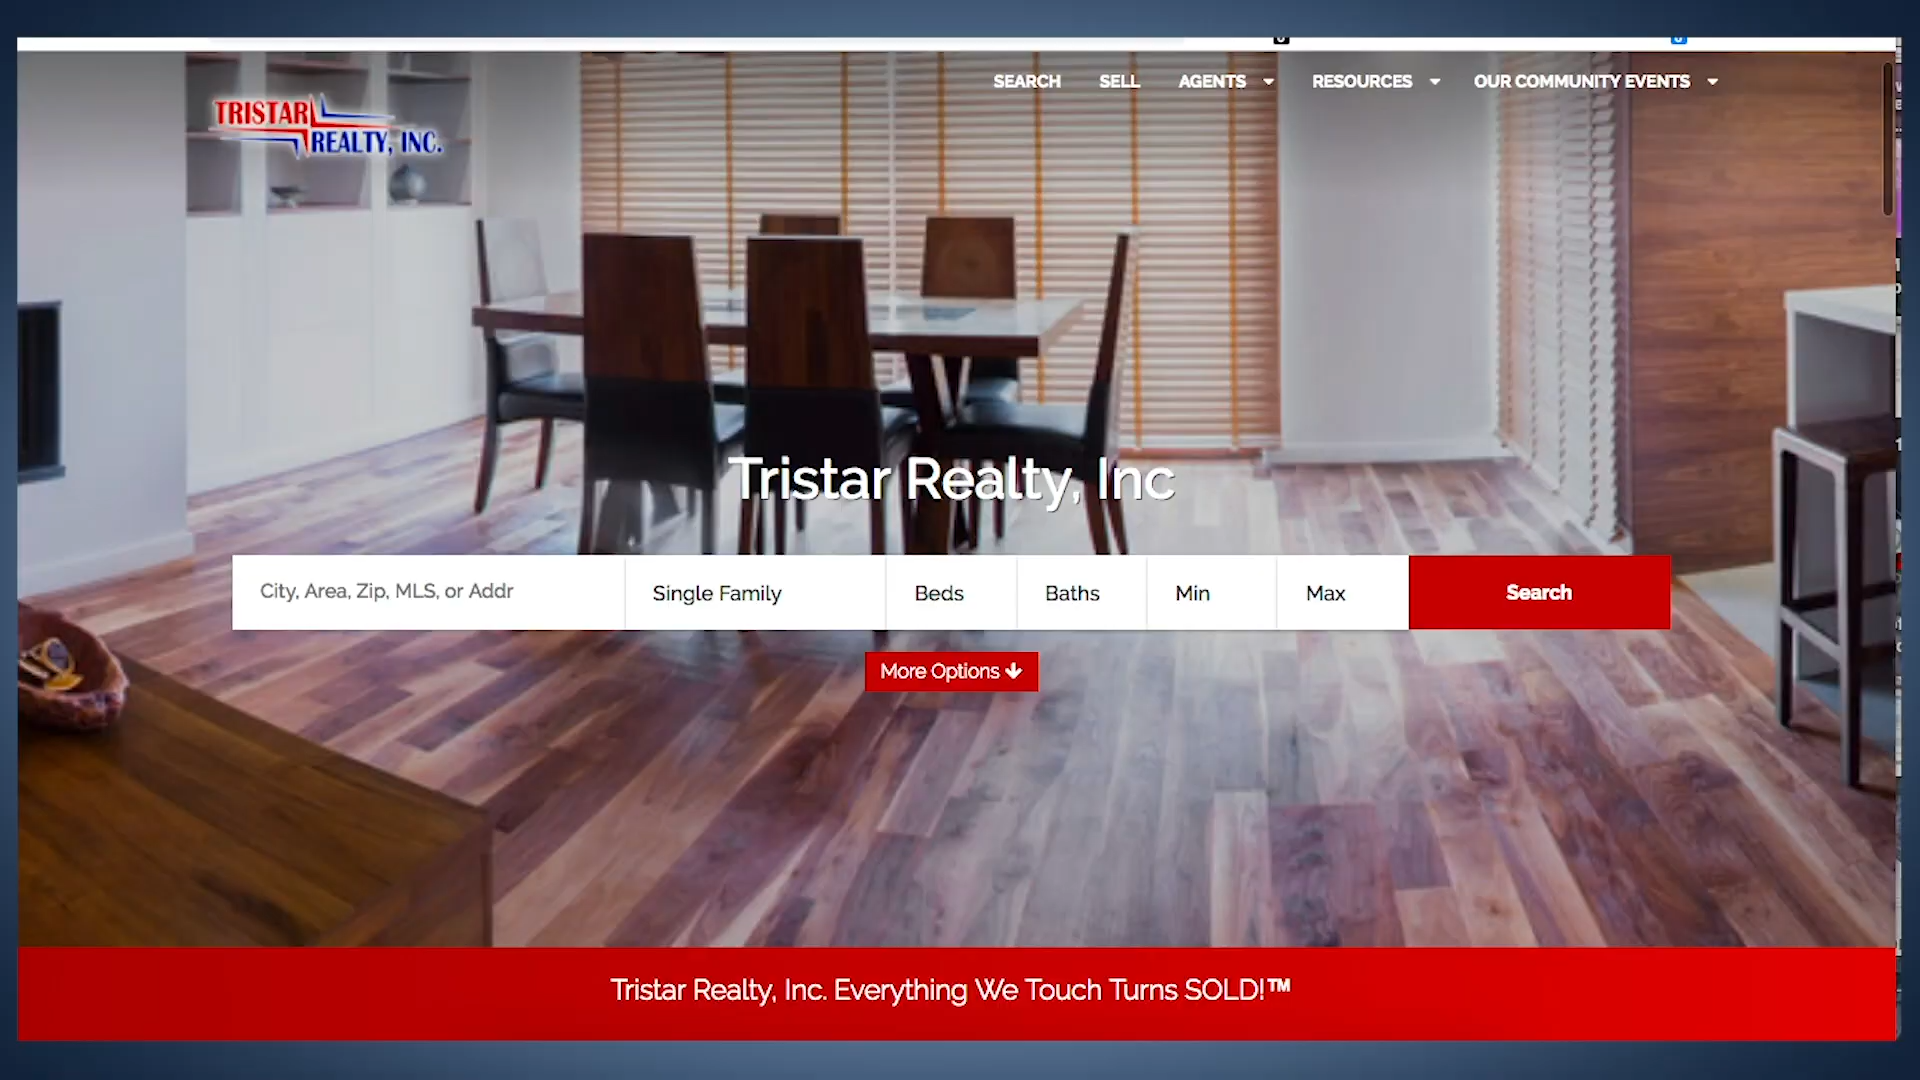 SEARCH SELL AGENTS RESOURCES OUR COMMUNITY EVENTS
TRISTAR
REALTY, INC.
Tristar Realty, Inc
City, Area, Zip, MLS, or Addr Single Family Beds Baths Min Max Search
More Options
Tristar Realty, Inc. Everything We Touch Turns SOLD!™